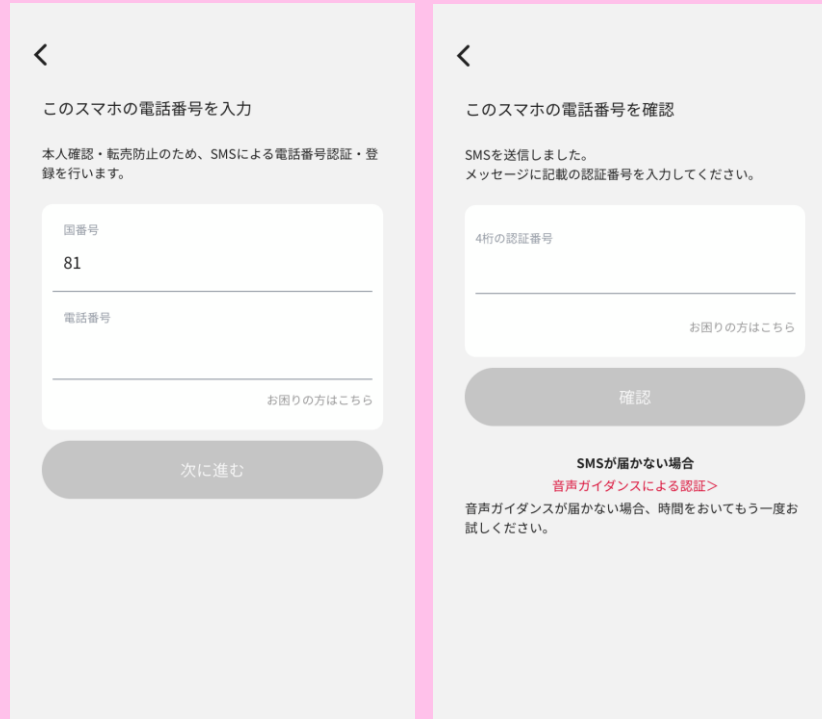 このスマホの電話番号を入力
本人確認・転売防止のため、SMSによる電話番号認証・登
録を行います。
国番号
81
電話番号
お困りの方はこちら
次に進む
このスマホの電話番号を確認
SMSを送信しました。
メッセージに記載の認証番号を入力してください。
4桁の認証番号
お困りの方はこちら
確認
SMSが届かない場合
音声ガイダンスによる認証＞
音声ガイダンスが届かない場合、時間をおいてもう一度お
試しください。